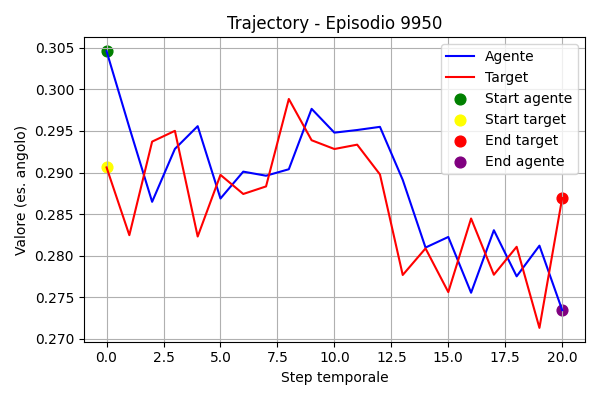 Trajectory - Episodio 9950
Valore (es. angolo)
0.305
0.300
0.295
0.290
0.285
0.280
0.275
0.270
0.0
2.5
5.0
7.5
10.0
12.5
15.0
17.5
20.0
Step temporale
Agente
Target
Start agente
Start target
End target
End agente